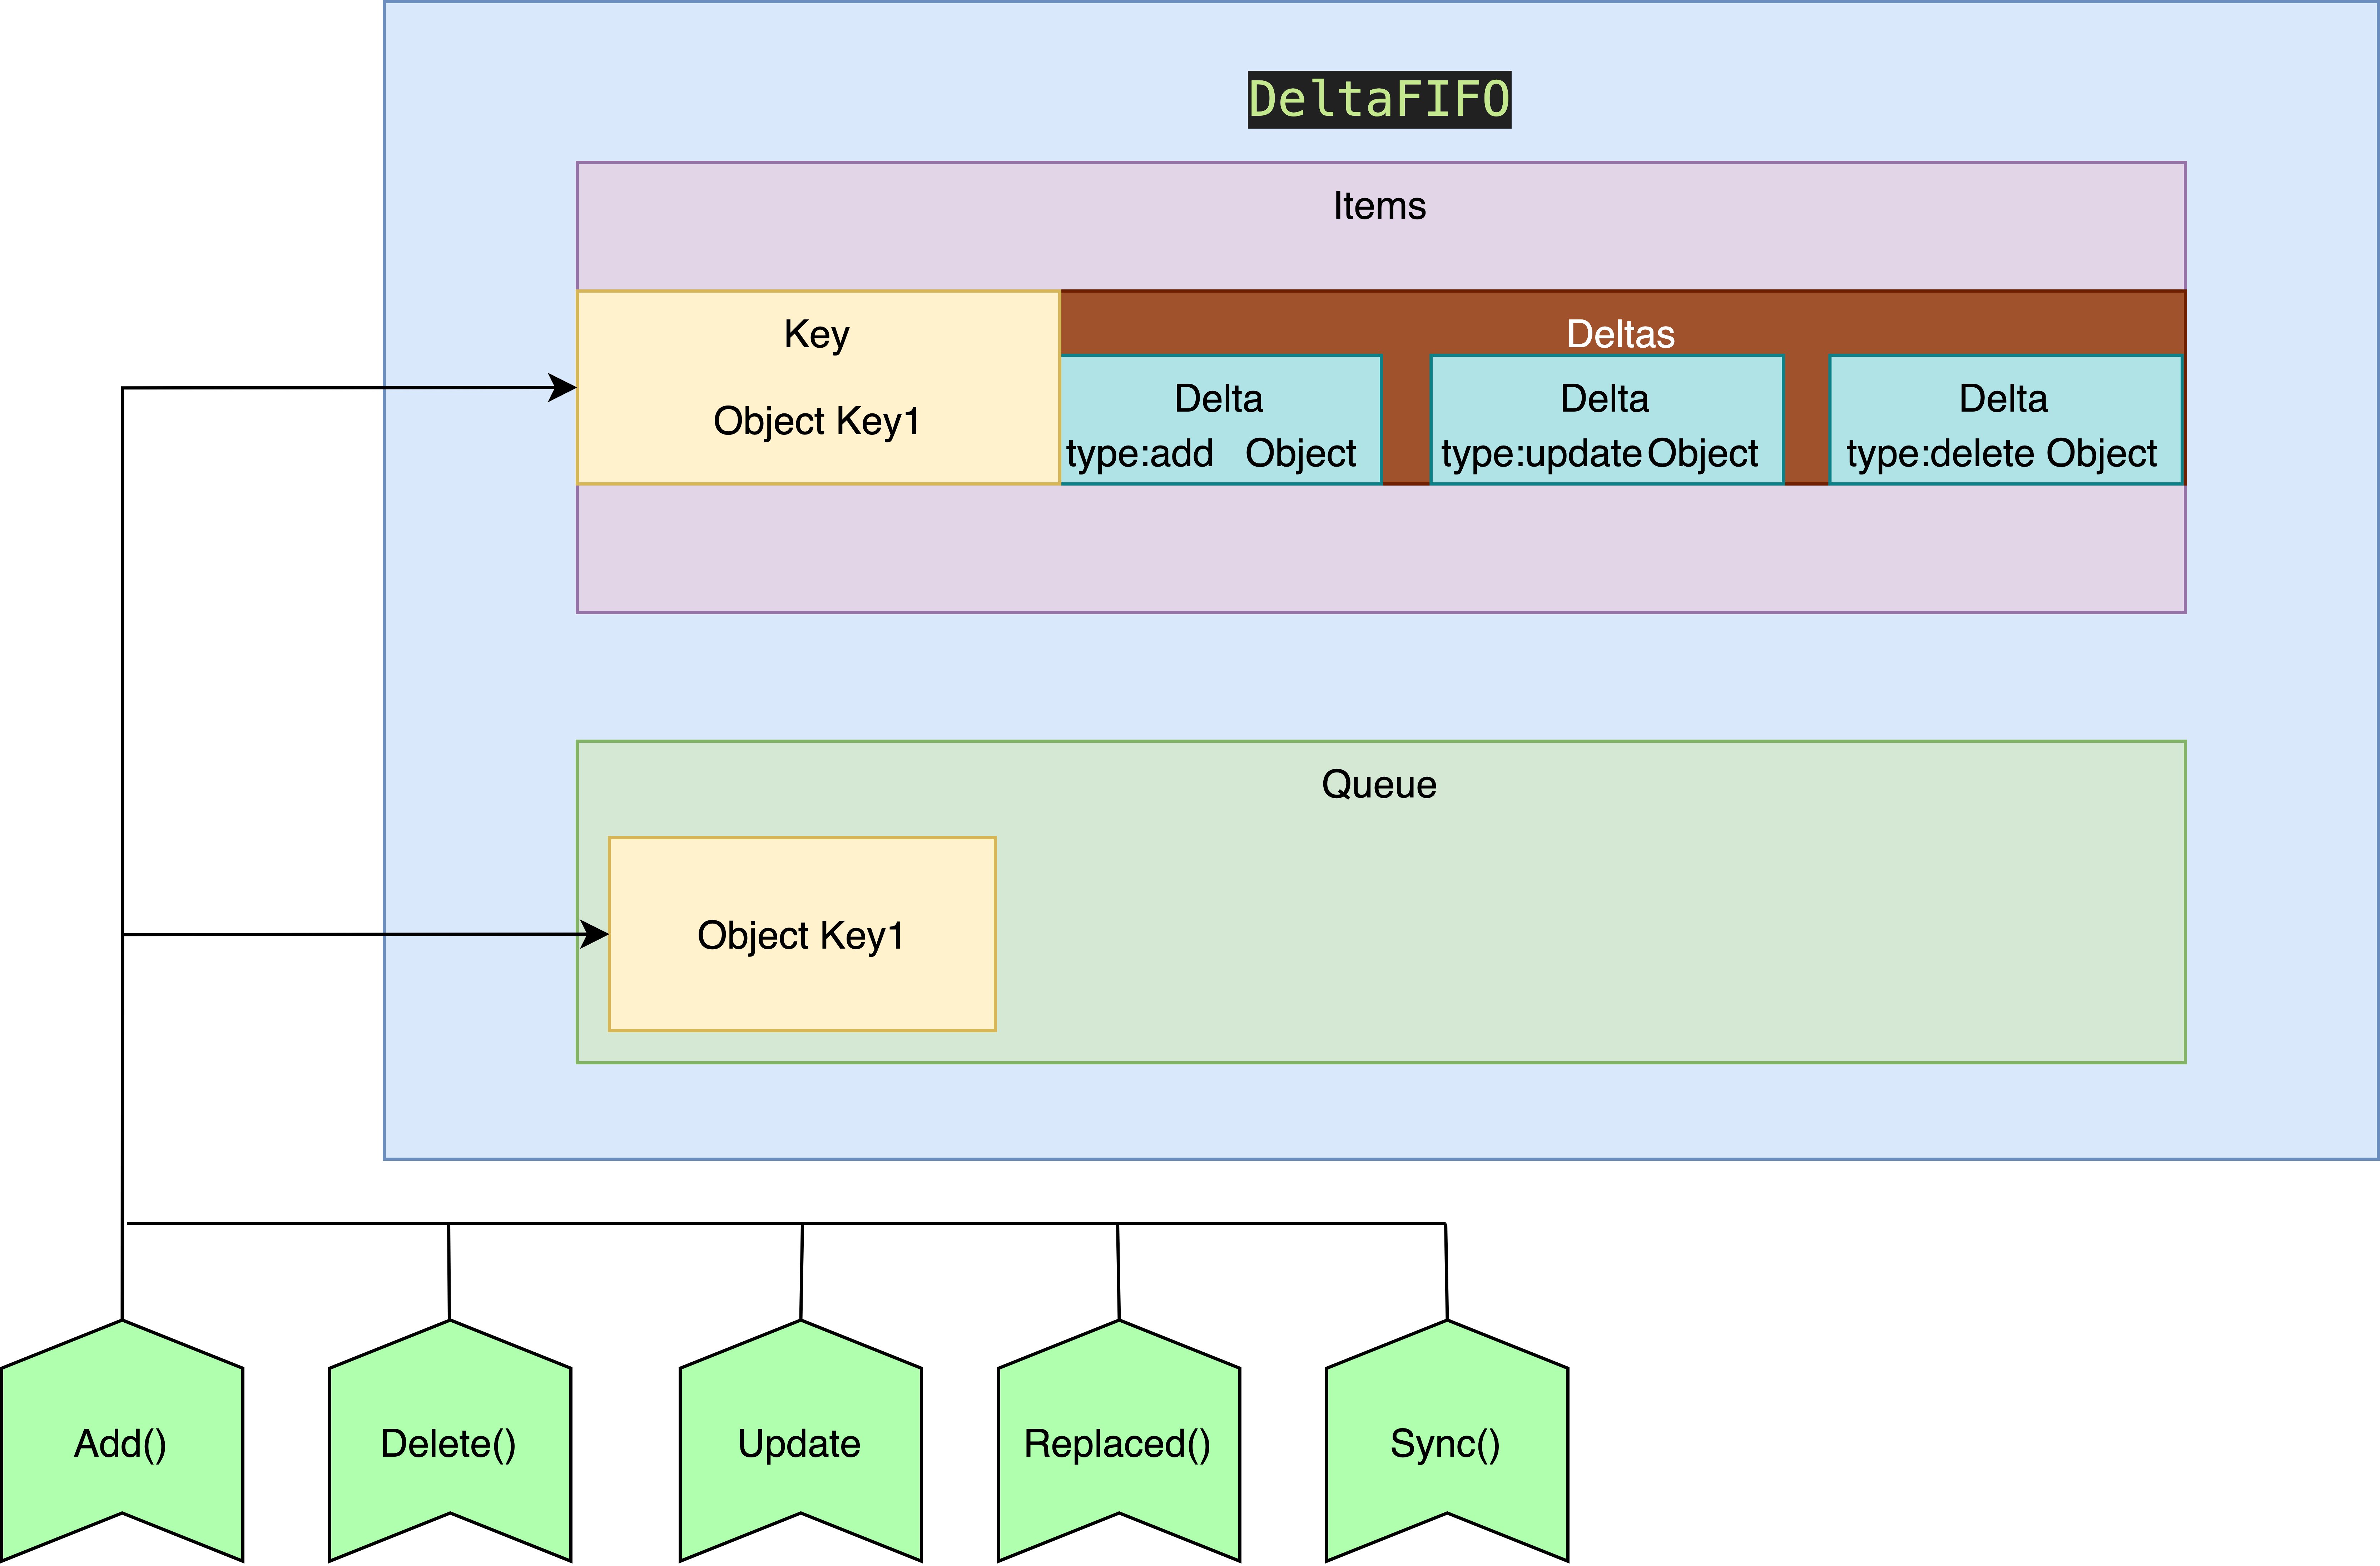 DeltaFIFO
Items
Key
Object Key1
Deltas
Delta
type:add Object
Delta
type:update Object
Delta
type:delete Object
Queue
Object Key1
Add()
Delete()
Update
Replaced()
Sync()